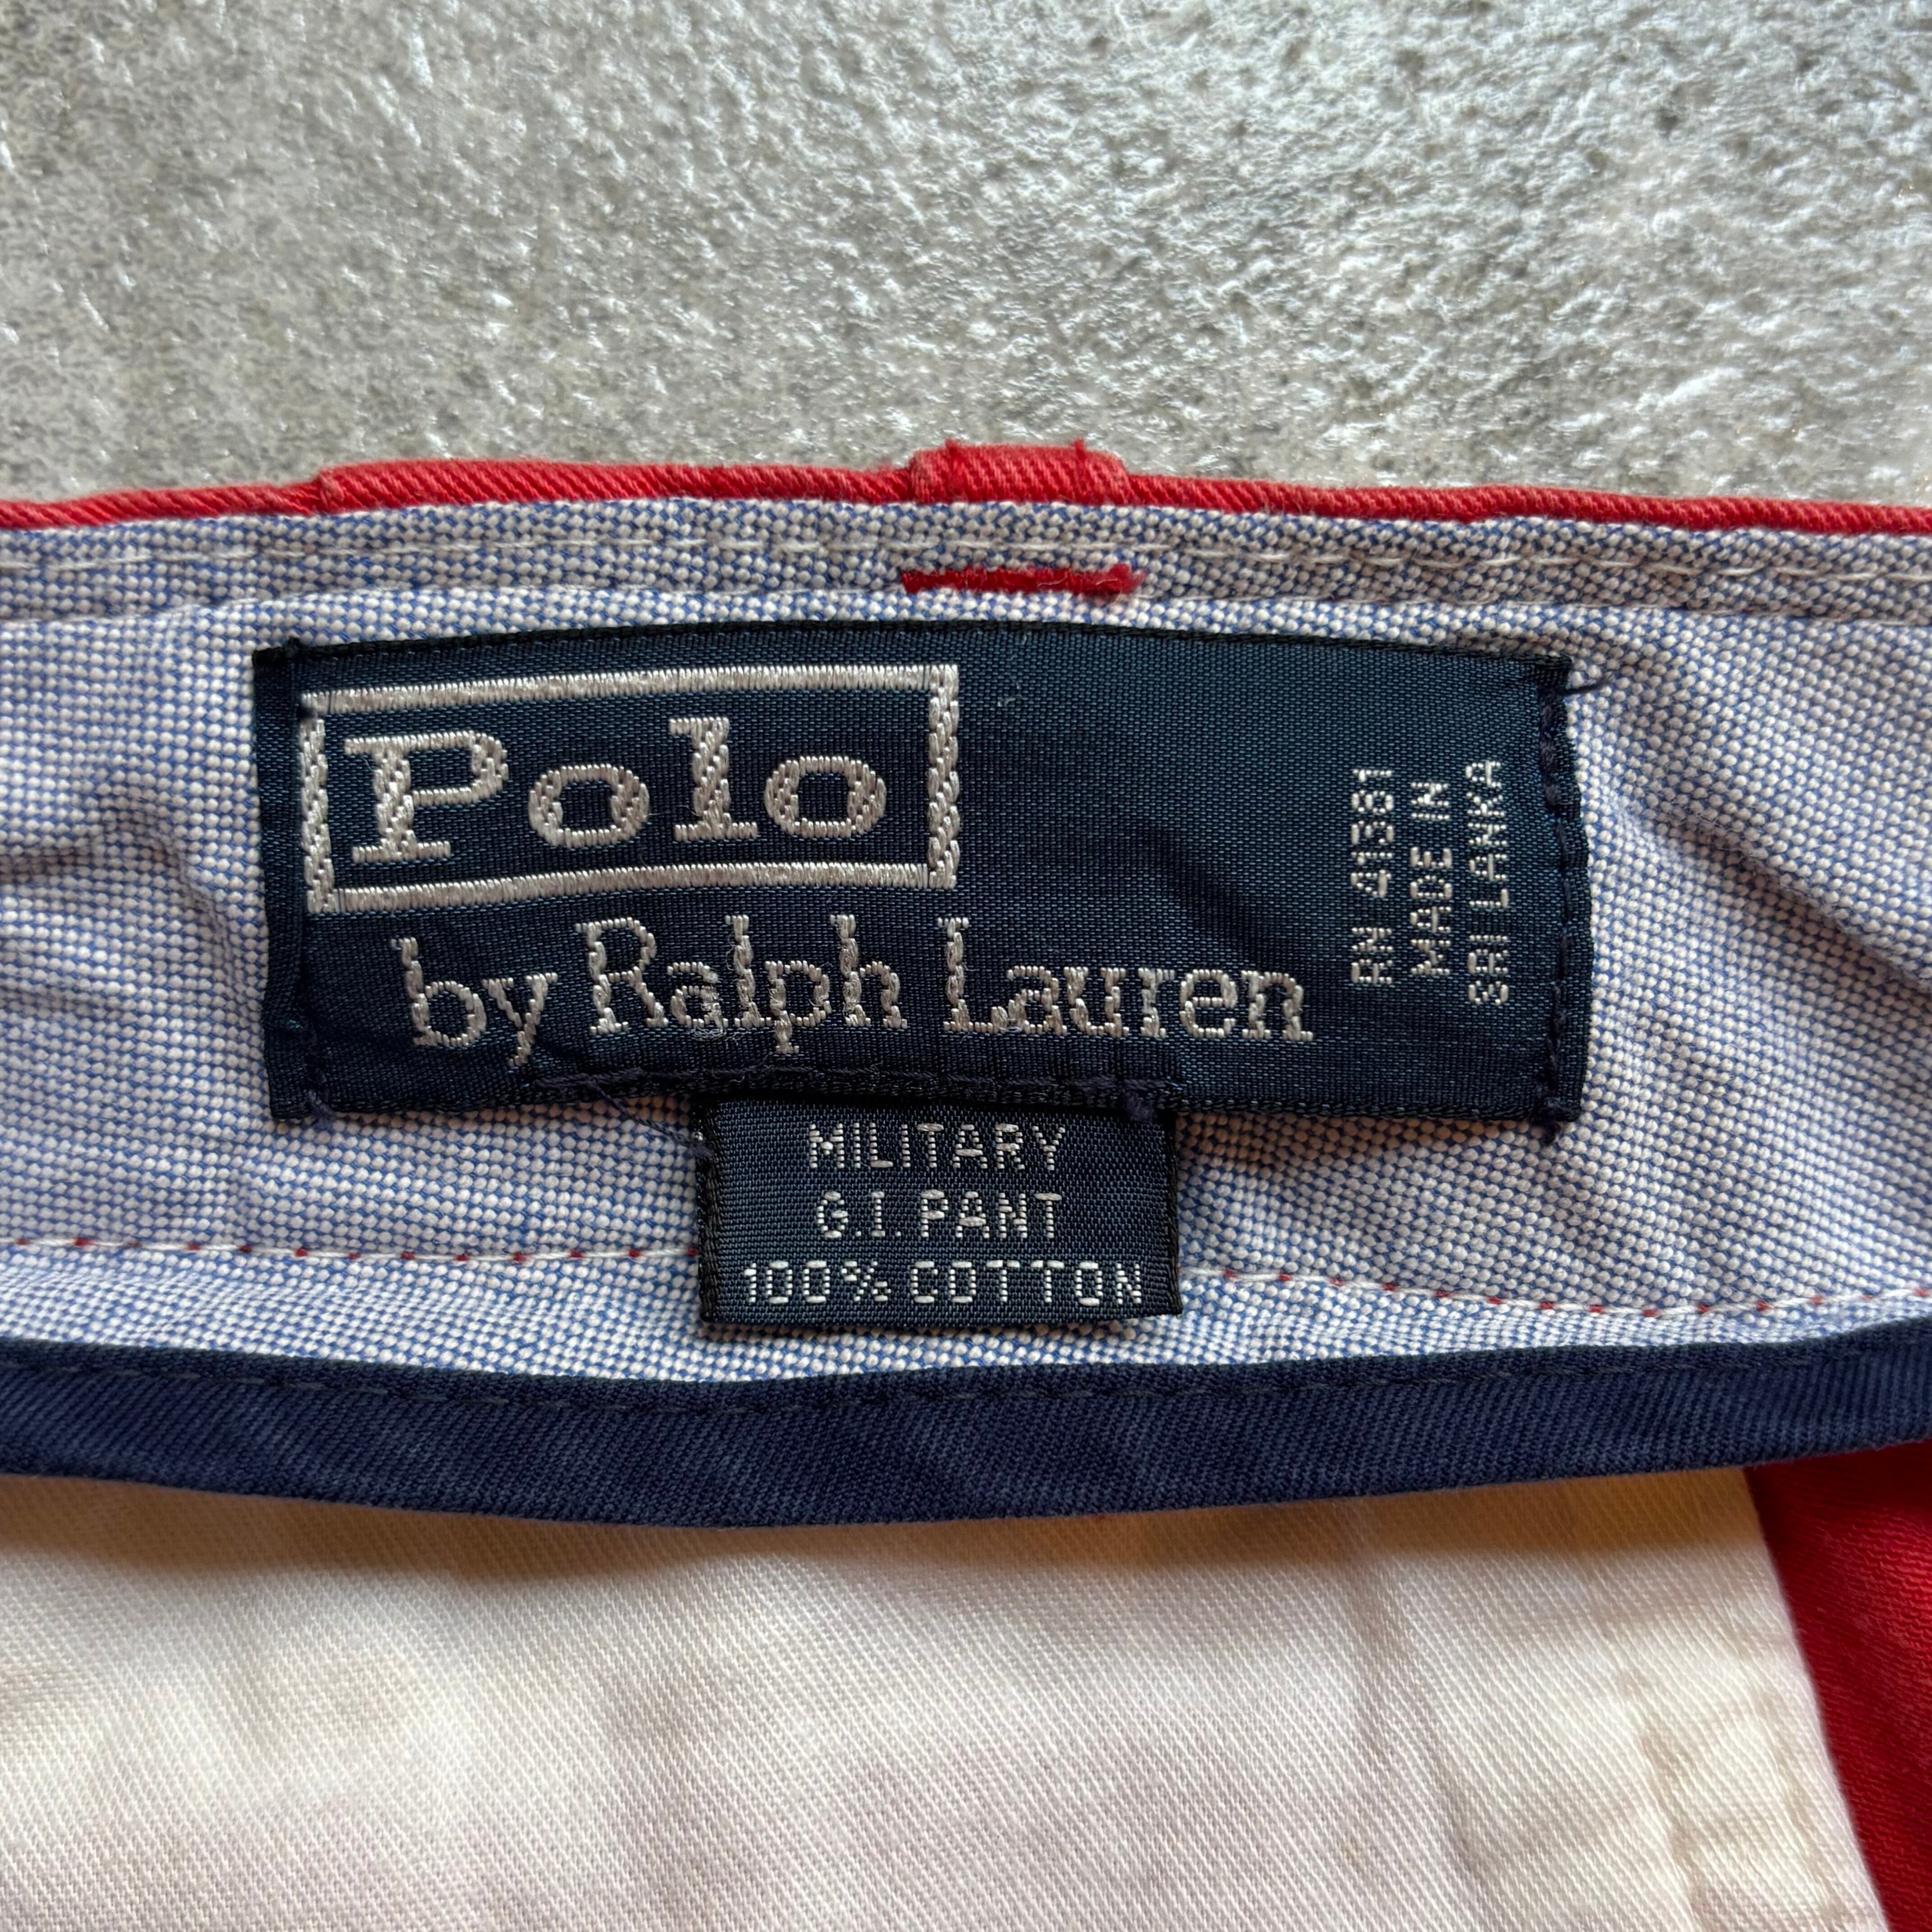 Polo
by Ralph Lauren
RN 41381
MADE IN
SRI LANKA
MILITARY
G.I. PANT
100% COTTON